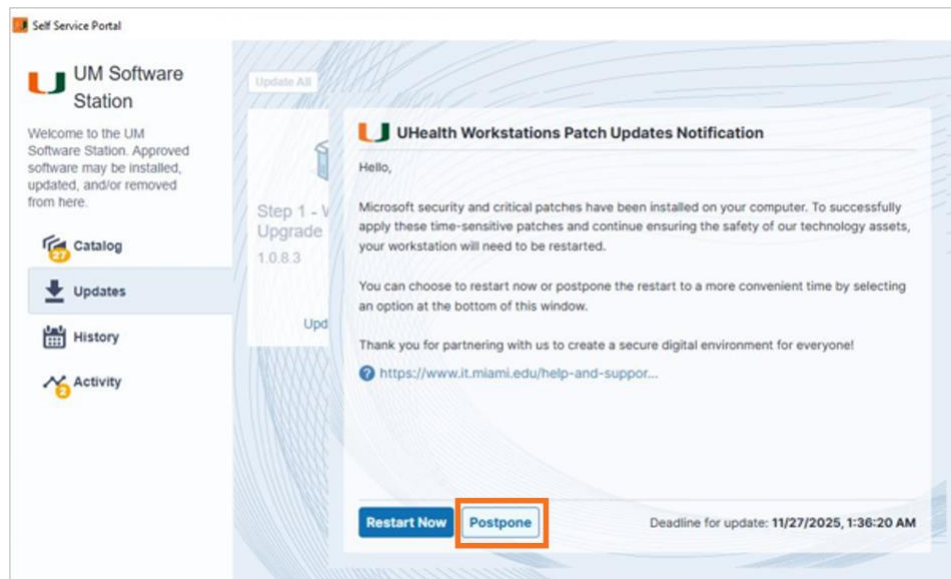 Self Service Portal
UM Software
Station
Welcome to the UM
Software Station. Approved
software may be installed,
updated, and/or removed
from here.
Catalog
27
Updates
History
Activity
2
Update All
Step 1 - W
Upgrade
1.0.8.3
Upd
UHealth Workstations Patch Updates Notification
Hello,
Microsoft security and critical patches have been installed on your computer. To successfully
apply these time-sensitive patches and continue ensuring the safety of our technology assets,
your workstation will need to be restarted.
You can choose to restart now or postpone the restart to a more convenient time by selecting
an option at the bottom of this window.
Thank you for partnering with us to create a secure digital environment for everyone!
https://www.it.miami.edu/help-and-suppor...
Restart Now
Postpone
Deadline for update: 11/27/2025, 1:36:20 AM